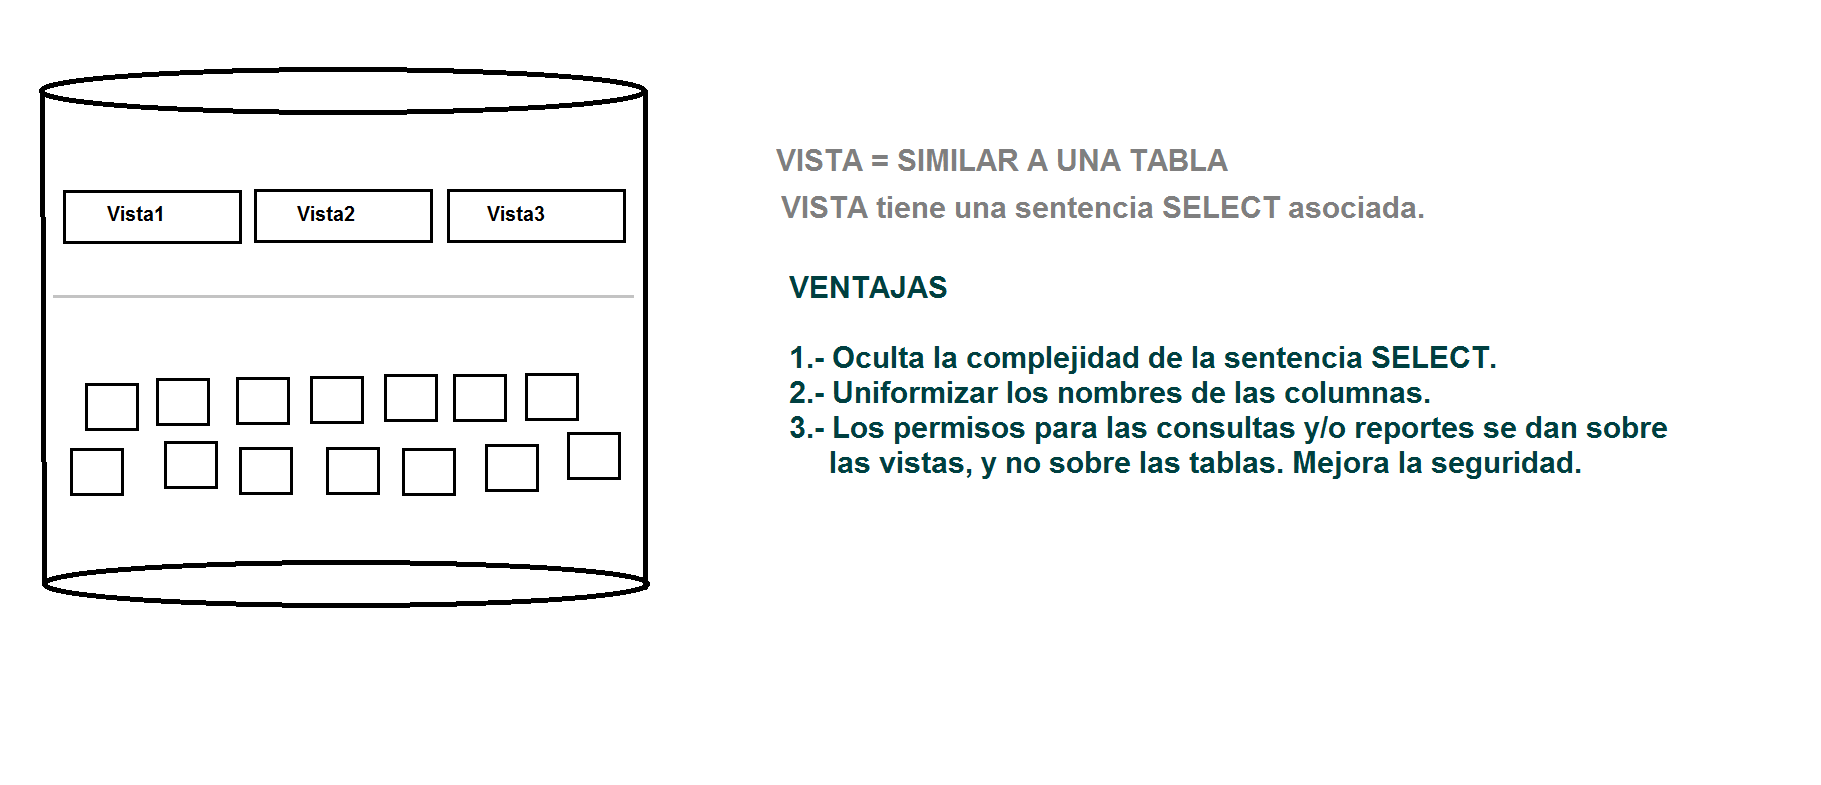 Vista1
Vista2
Vista3
VISTA = SIMILAR A UNA TABLA
VISTA tiene una sentencia SELECT asociada.
VENTAJAS
1.- Oculta la complejidad de la sentencia SELECT.
2.- Uniformizar los nombres de las columnas.
3.- Los permisos para las consultas y/o reportes se dan sobre
las vistas, y no sobre las tablas. Mejora la seguridad.